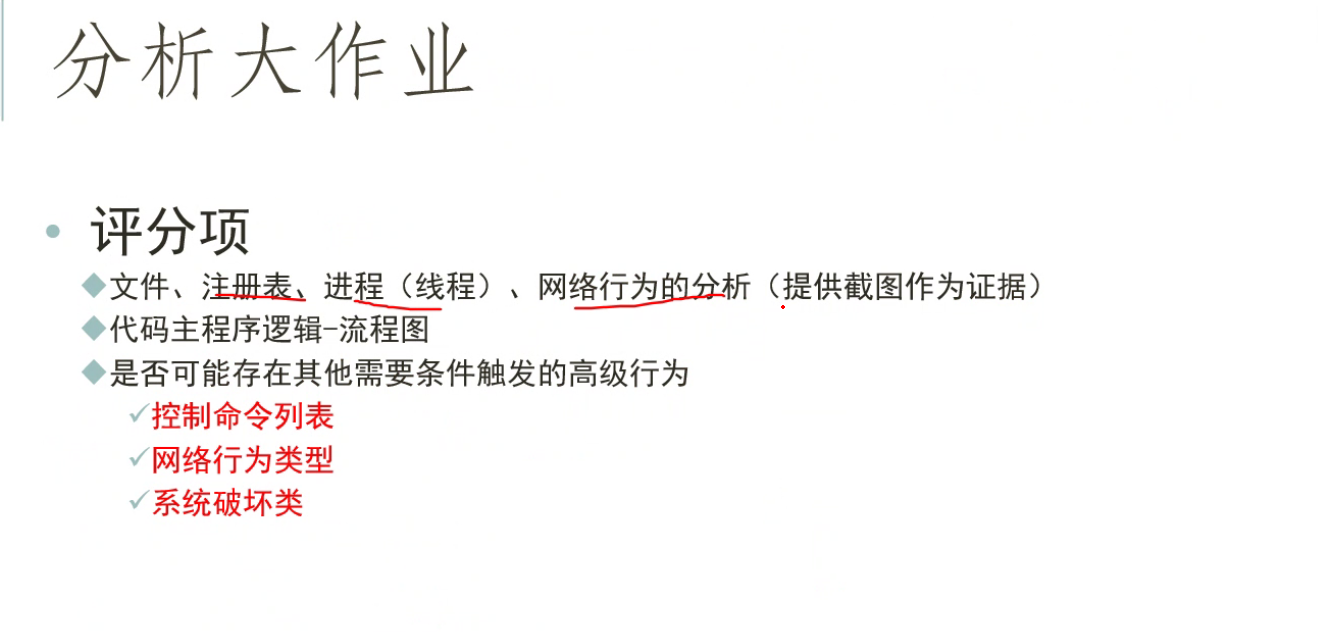 分析大作业
评分项
文件、注册表、进程（线程）、网络行为的分析（提供截图作为证据）
代码主程序逻辑-流程图
是否可能存在其他需要条件触发的高级行为
控制命令列表
网络行为类型
系统破坏类